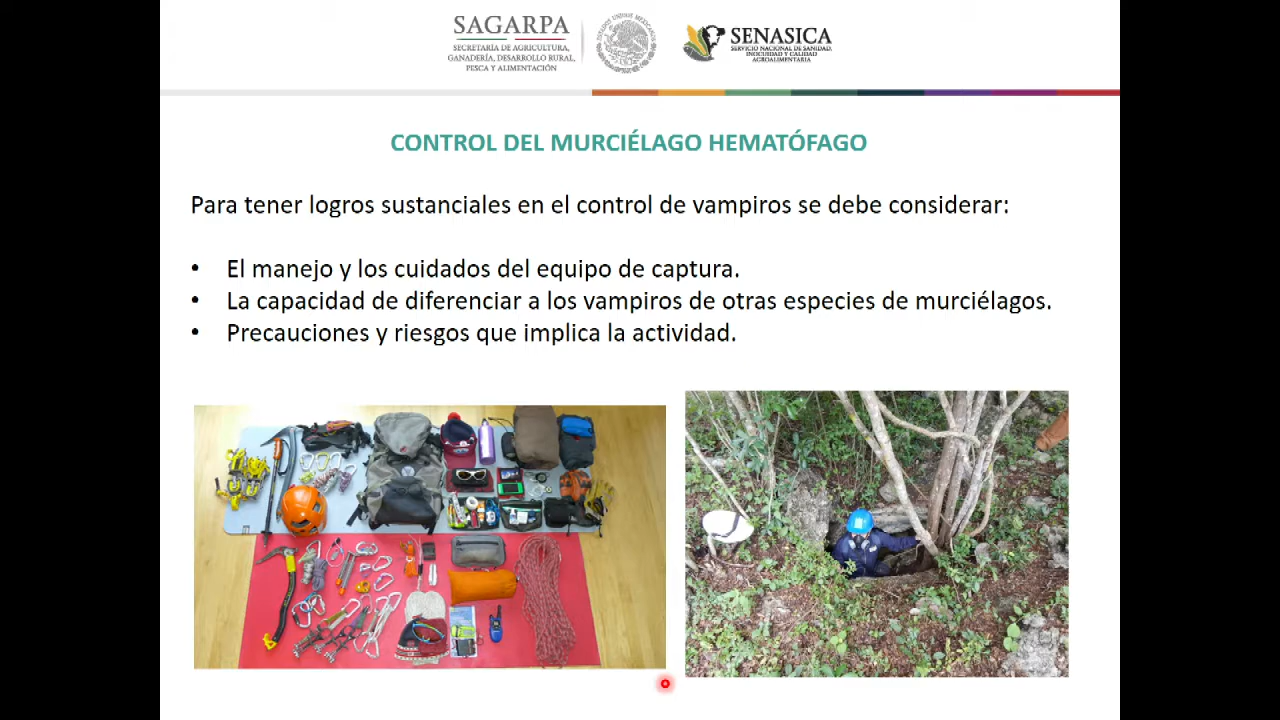 SAGARPA
SECRETARÍA DE AGRICULTURA,
GANADERÍA, DESARROLLO RURAL,
PESCA Y ALIMENTACIÓN
ESTADOS UNIDOS MEXICANOS
SENASICA
SERVICIO NACIONAL DE SANIDAD,
INOCUIDAD Y CALIDAD
AGROALIMENTARIA
CONTROL DEL MURCIÉLAGO HEMATÓFAGO
Para tener logros sustanciales en el control de vampiros se debe considerar:
• El manejo y los cuidados del equipo de captura.
• La capacidad de diferenciar a los vampiros de otras especies de murciélagos.
• Precauciones y riesgos que implica la actividad.